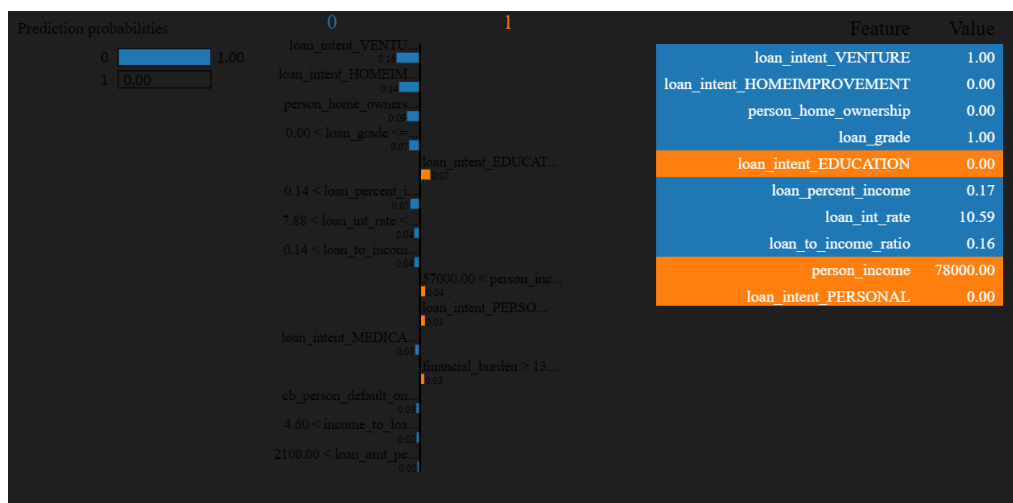 Prediction probabilities
0 1.00
1 0.00
0 1
loan_intent_VENTU...
0.16
loan_intent_HOMEIM...
0.14
person_home_owners...
0.09
0.00 < loan_grade <=...
0.07
loan_intent_EDUCAT...
0.07
0.14 < loan_percent_i...
0.07
7.88 < loan_int_rate <...
0.04
0.14 < loan_to_incom...
0.04
57000.00 < person_inc...
0.04
loan_intent_PERSO...
0.03
loan_intent_MEDICA...
0.03
financial_burden > 13...
0.03
cb_person_default_on...
0.03
4.60 < income_to_loa...
0.02
2100.00 < loan_amt_pe...
0.02
Feature Value
loan_intent_VENTURE 1.00
loan_intent_HOMEIMPROVEMENT 0.00
person_home_ownership 0.00
loan_grade 1.00
loan_intent_EDUCATION 0.00
loan_percent_income 0.17
loan_int_rate 10.59
loan_to_income_ratio 0.16
person_income 78000.00
loan_intent_PERSONAL 0.00